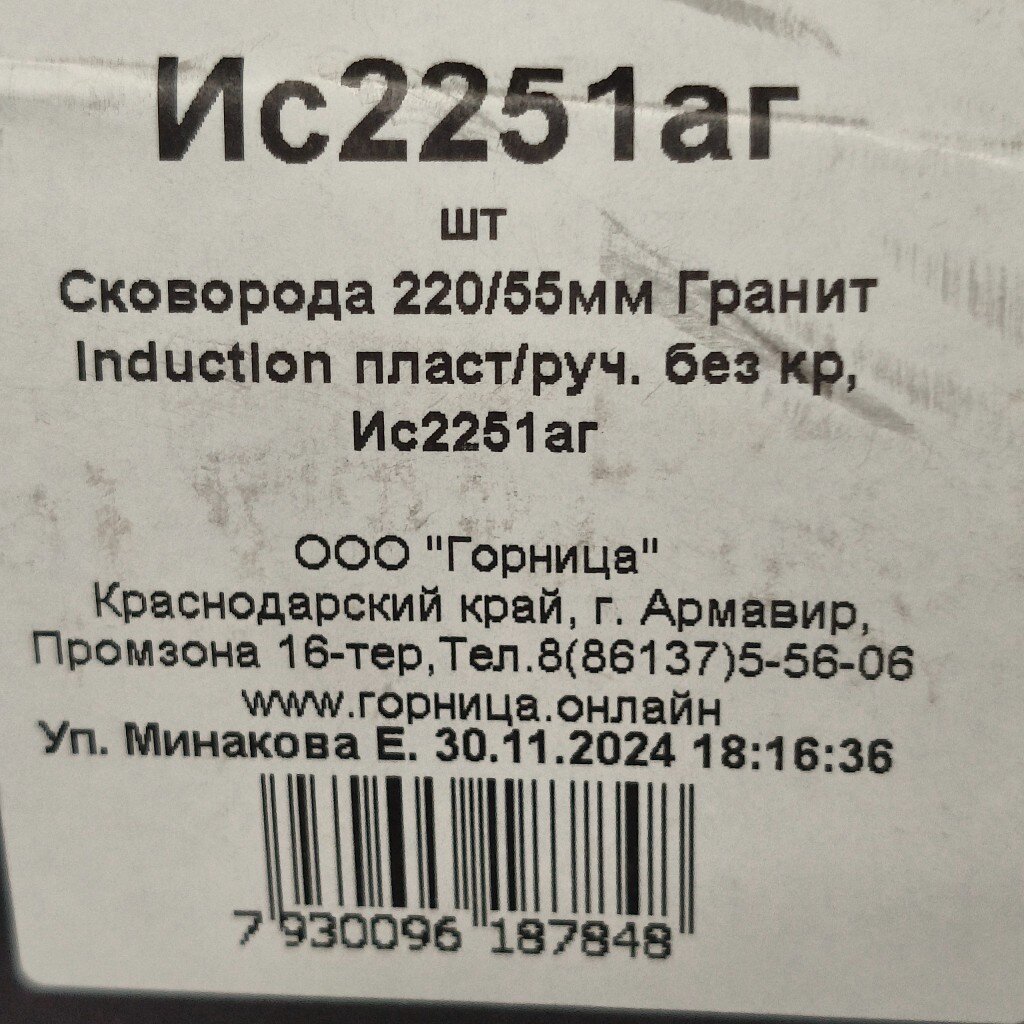 Ис2251аг
шт
Сковорода 220/55мм Гранит
Induction пласт/руч. без кр,
Ис2251аг
ООО "Горница"
Краснодарский край, г. Армавир,
Промзона 16-тер,Тел.8(86137)5-56-06
www.горница.онлайн
Уп. Минакова Е. 30.11.2024 18:16:36
7 930096 187848